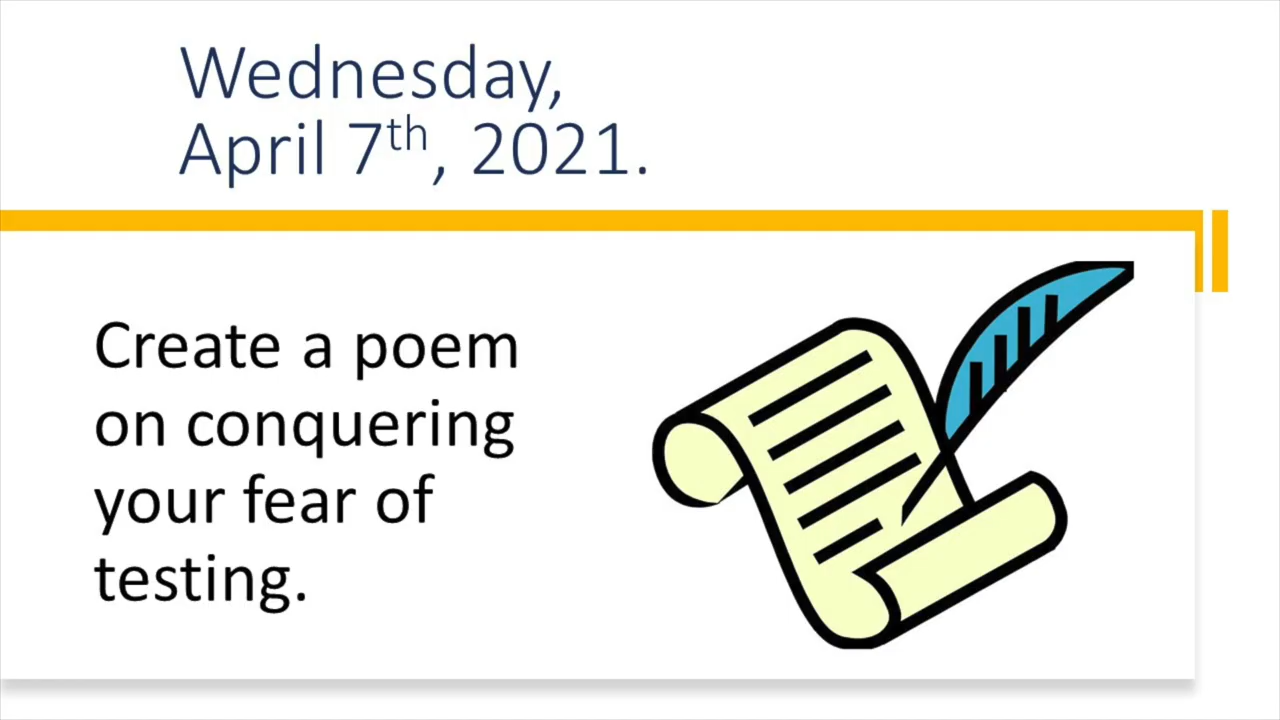 Wednesday,
April 7th, 2021.
Create a poem
on conquering
your fear of
testing.